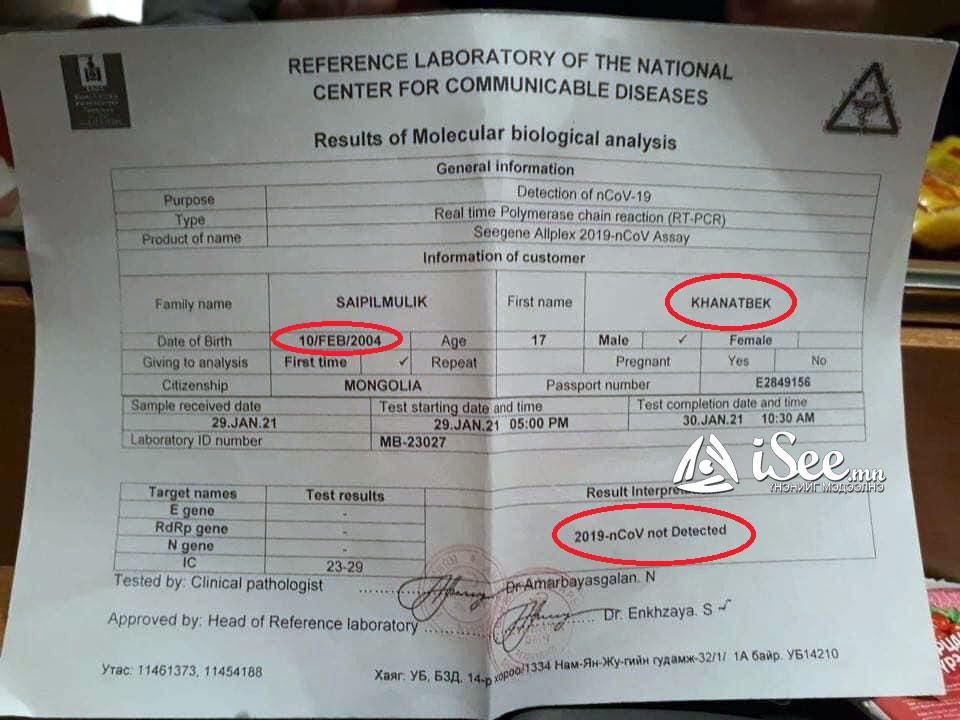 REFERENCE LABORATORY OF THE NATIONAL
CENTER FOR COMMUNICABLE DISEASES
Results of Molecular biological analysis
General information
Purpose Detection of nCoV-19
Type Real time Polymerase chain reaction (RT-PCR)
Product of name Seegene Allplex 2019-nCoV Assay
Information of customer
Family name SAIPILMULIK First name KHANATBEK
Date of Birth 10/FEB/2004 Age 17 Male ✓ Female
Giving to analysis First time ✓ Repeat Pregnant Yes No
Citizenship MONGOLIA Passport number E2849156
Sample received date Test starting date and time Test completion date and time
29.JAN.21 29.JAN.21 05:00 PM 30.JAN.21 10:30 AM
Laboratory ID number MB-23027
iSee.mn
ҮНЭНИЙГ МЭДЭЭЛНЭ
Target names Test results Result
E gene -
RdRp gene - 2019-nCoV not Detected
N gene -
IC 23-29
Tested by: Clinical pathologist Dr.Amarbayasgalan. N
Approved by: Head of Reference laboratory Dr. Enkhzaya. S
Утас: 11461373, 11454188 Хаяг: УБ, БЗД, 14-р хороо/1334 Нам-Ян-Жу-гийн гудамж-32/1/ 1А байр. УБ14210